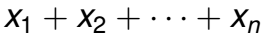 x₁ + x₂ + ⋯ + xₙ